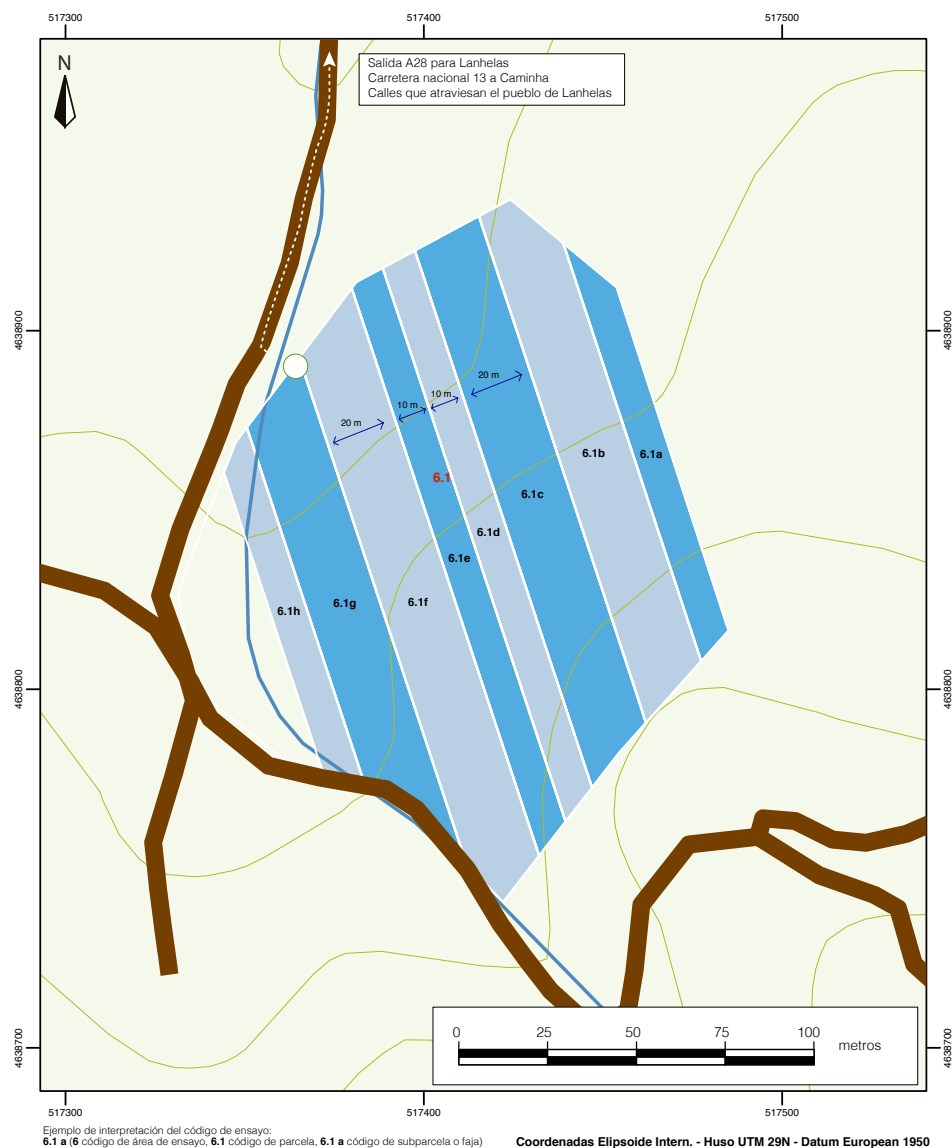 517300
517400
517500
N
Salida A28 para Lanhelas
Carretera nacional 13 a Caminha
Calles que atraviesan el pueblo de Lanhelas
4638900
4638900
20 m
10 m
10 m
20 m
6.1
6.1b
6.1a
6.1c
6.1d
6.1e
6.1f
6.1g
6.1h
4638800
4638800
0
25
50
75
100
metros
4638700
4638700
517300
517400
517500
Ejemplo de interpretación del código de ensayo:
6.1 a (6 código de área de ensayo, 6.1 código de parcela, 6.1 a código de subparcela o faja)
Coordenadas Elipsoide Intern. - Huso UTM 29N - Datum European 1950